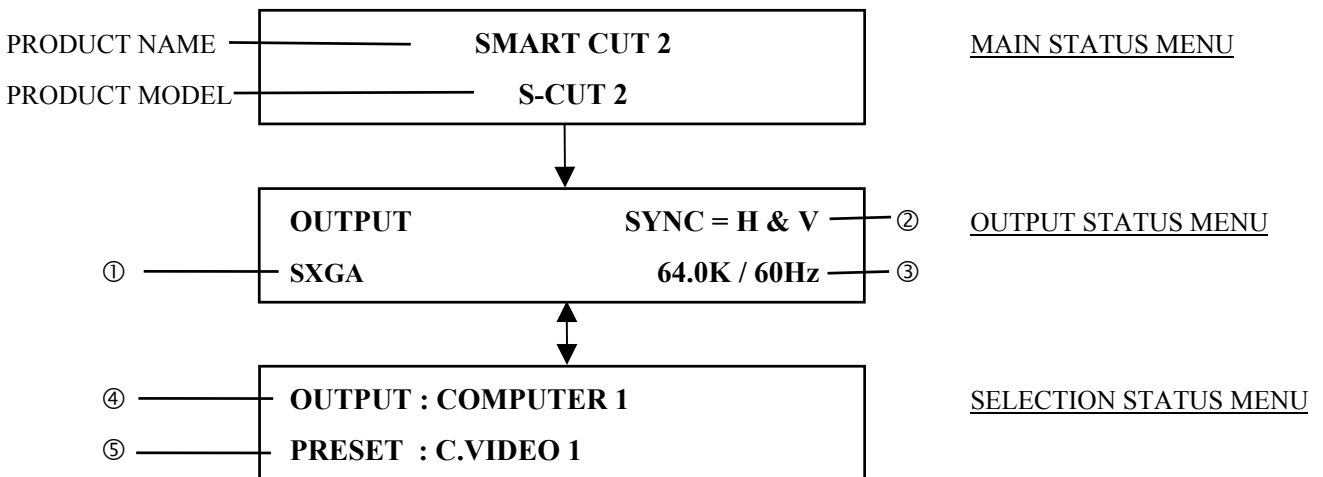 PRODUCT NAME SMART CUT 2 MAIN STATUS MENU
PRODUCT MODEL S-CUT 2
OUTPUT SYNC = H & V ② OUTPUT STATUS MENU
① SXGA 64.0K / 60Hz ③
④ OUTPUT : COMPUTER 1 SELECTION STATUS MENU
⑤ PRESET : C.VIDEO 1